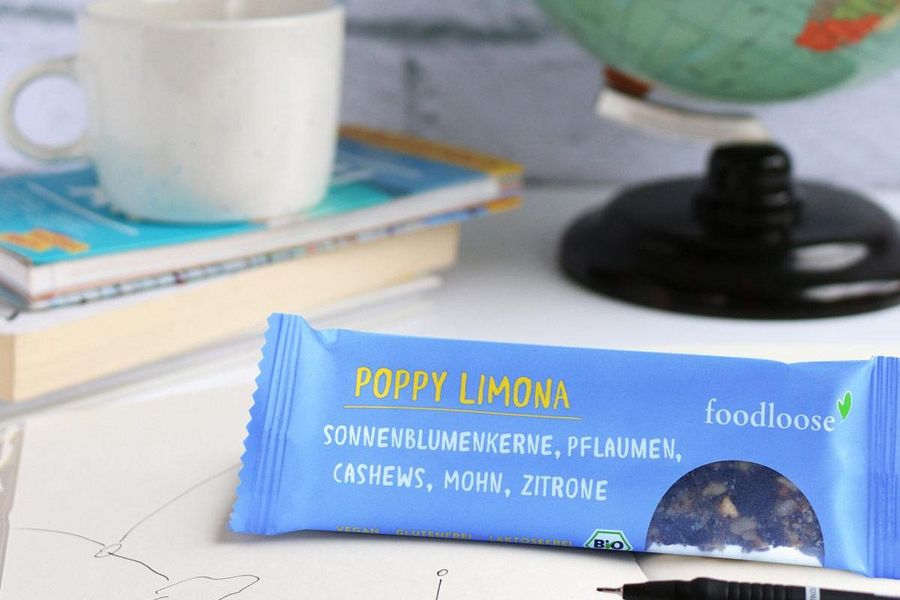 POPPY LIMONA
foodloose
SONNENBLUMENKERNE, PFLAUMEN,
CASHEWS, MOHN, ZITRONE
VEGAN GLUTENFREI LAKTOSEFREI
BIO